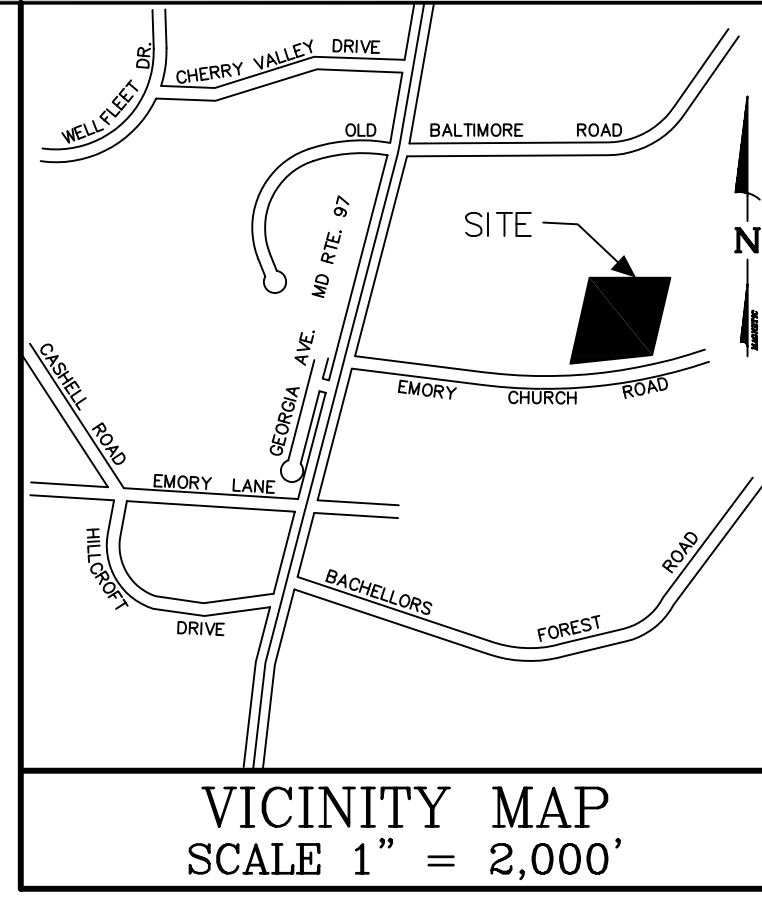 WELLFLEET DR.
CHERRY VALLEY DRIVE
OLD BALTIMORE ROAD
MD RTE. 97
SITE
N
GEORGIA AVE.
CASHELL ROAD
EMORY CHURCH ROAD
EMORY LANE
HILLCROFT DRIVE
BACHELLORS FOREST ROAD
VICINITY MAP
SCALE 1" = 2,000'